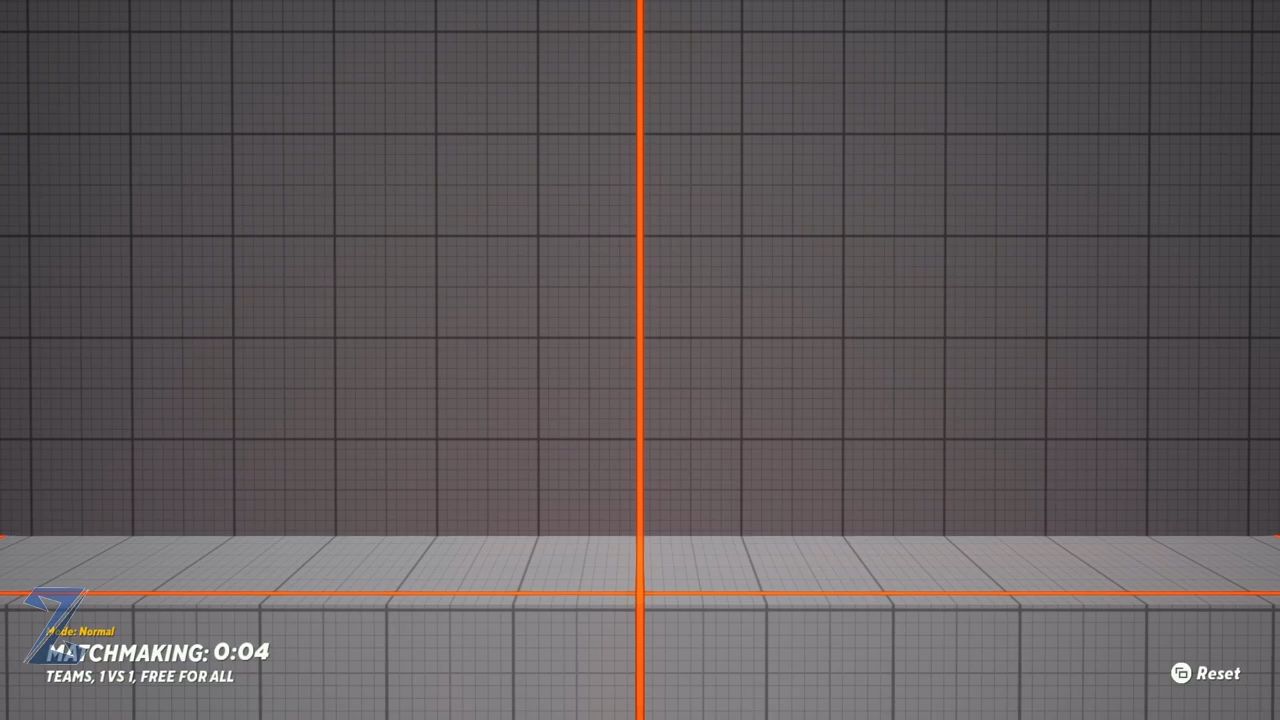 Mode: Normal
MATCHMAKING: 0:04
TEAMS, 1 VS 1, FREE FOR ALL
Reset